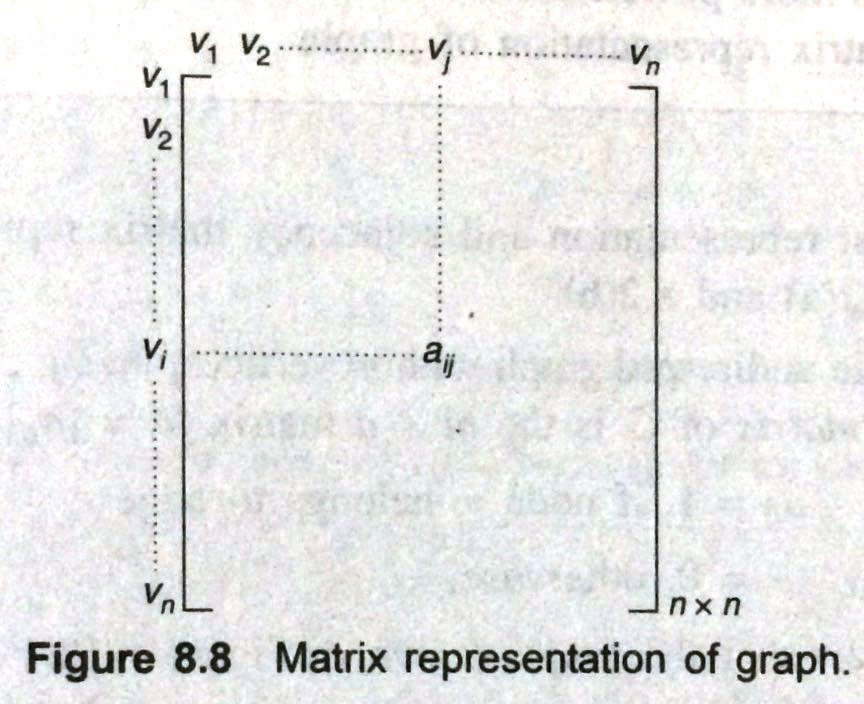 v₁ v₂ ........ vⱼ ........ vₙ
v₁
v₂
vᵢ ........ aᵢⱼ
vₙ
n × n
Figure 8.8 Matrix representation of graph.